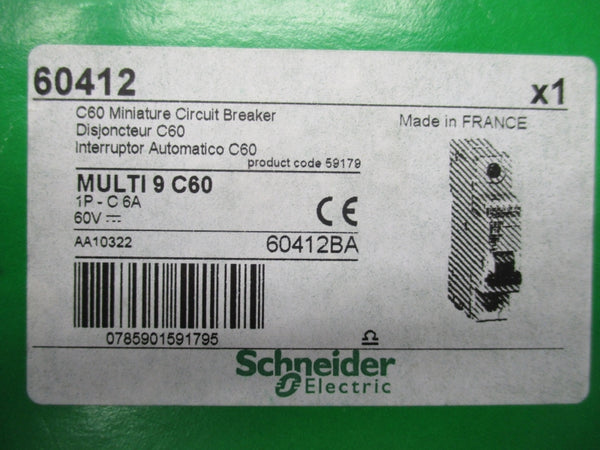 60412
x1
C60 Miniature Circuit Breaker
Disjoncteur C60
Interruptor Automatico C60
Made in FRANCE
product code 59179
MULTI 9 C60
1P - C 6A
60V ⎓
CE
AA10322
60412BA
0785901591795
Schneider
Electric